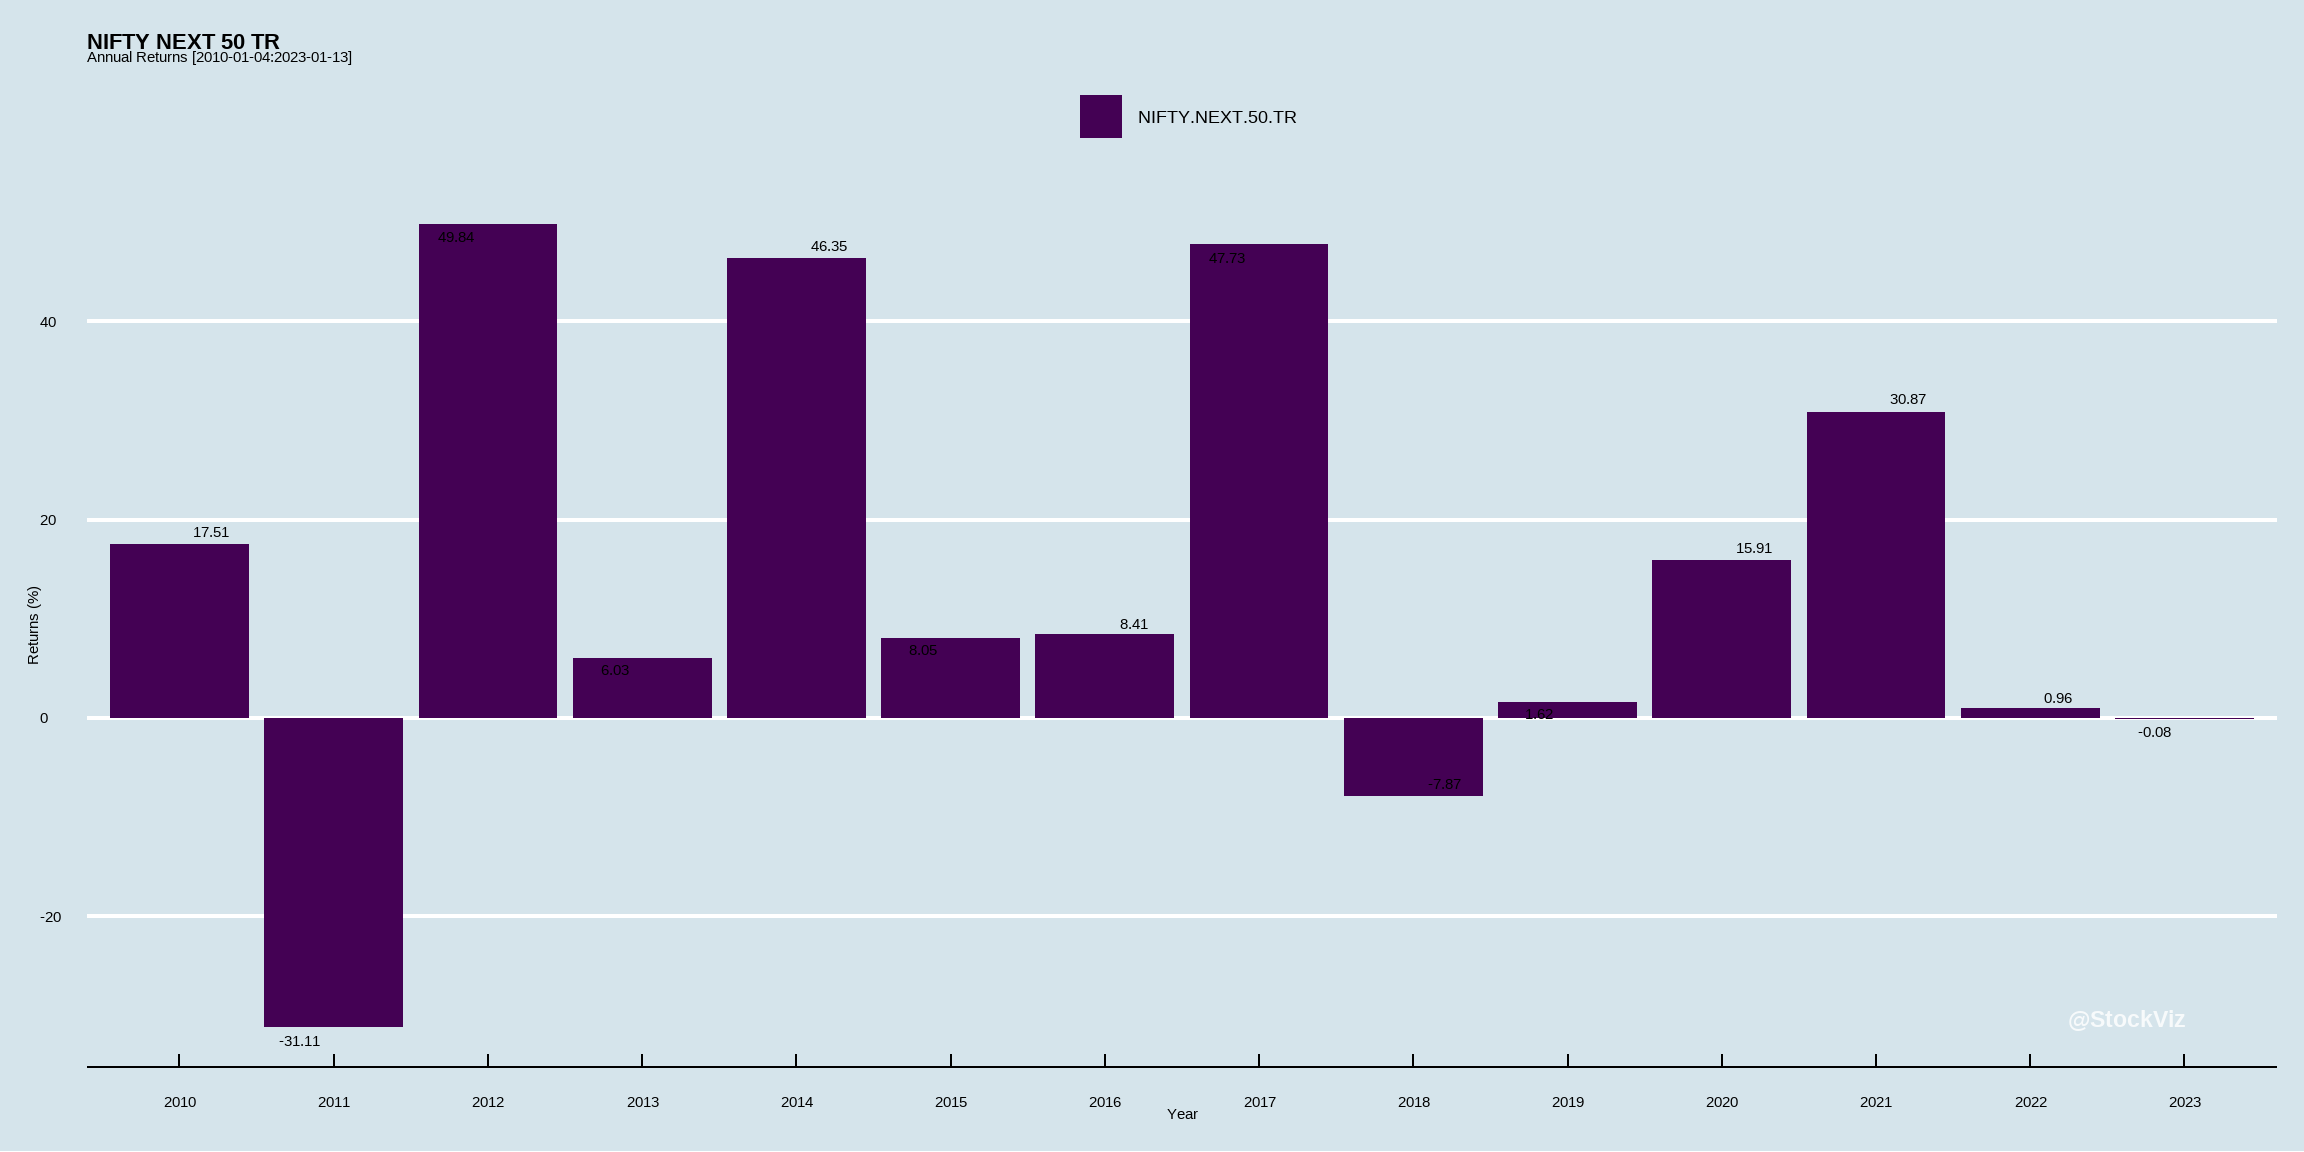 NIFTY NEXT 50 TR
Annual Returns [2010-01-04:2023-01-13]
NIFTY.NEXT.50.TR
49.84
46.35
47.73
40
30.87
20
17.51
15.91
8.41
8.05
6.03
Returns (%)
0.96
1.62
0
-0.08
-7.87
-20
@StockViz
-31.11
2010 2011 2012 2013 2014 2015 2016 2017 2018 2019 2020 2021 2022 2023
Year